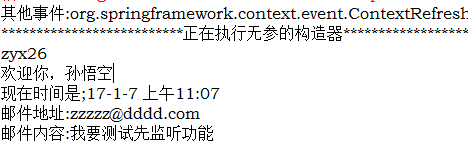 其他事件:org.springframework.context.event.ContextRefresh
************************正在执行无参的构造器******************
zyx26
欢迎你，孙悟空
现在时间是;17-1-7 上午11:07
邮件地址:zzzzz@dddd.com
邮件内容:我要测试先监听功能